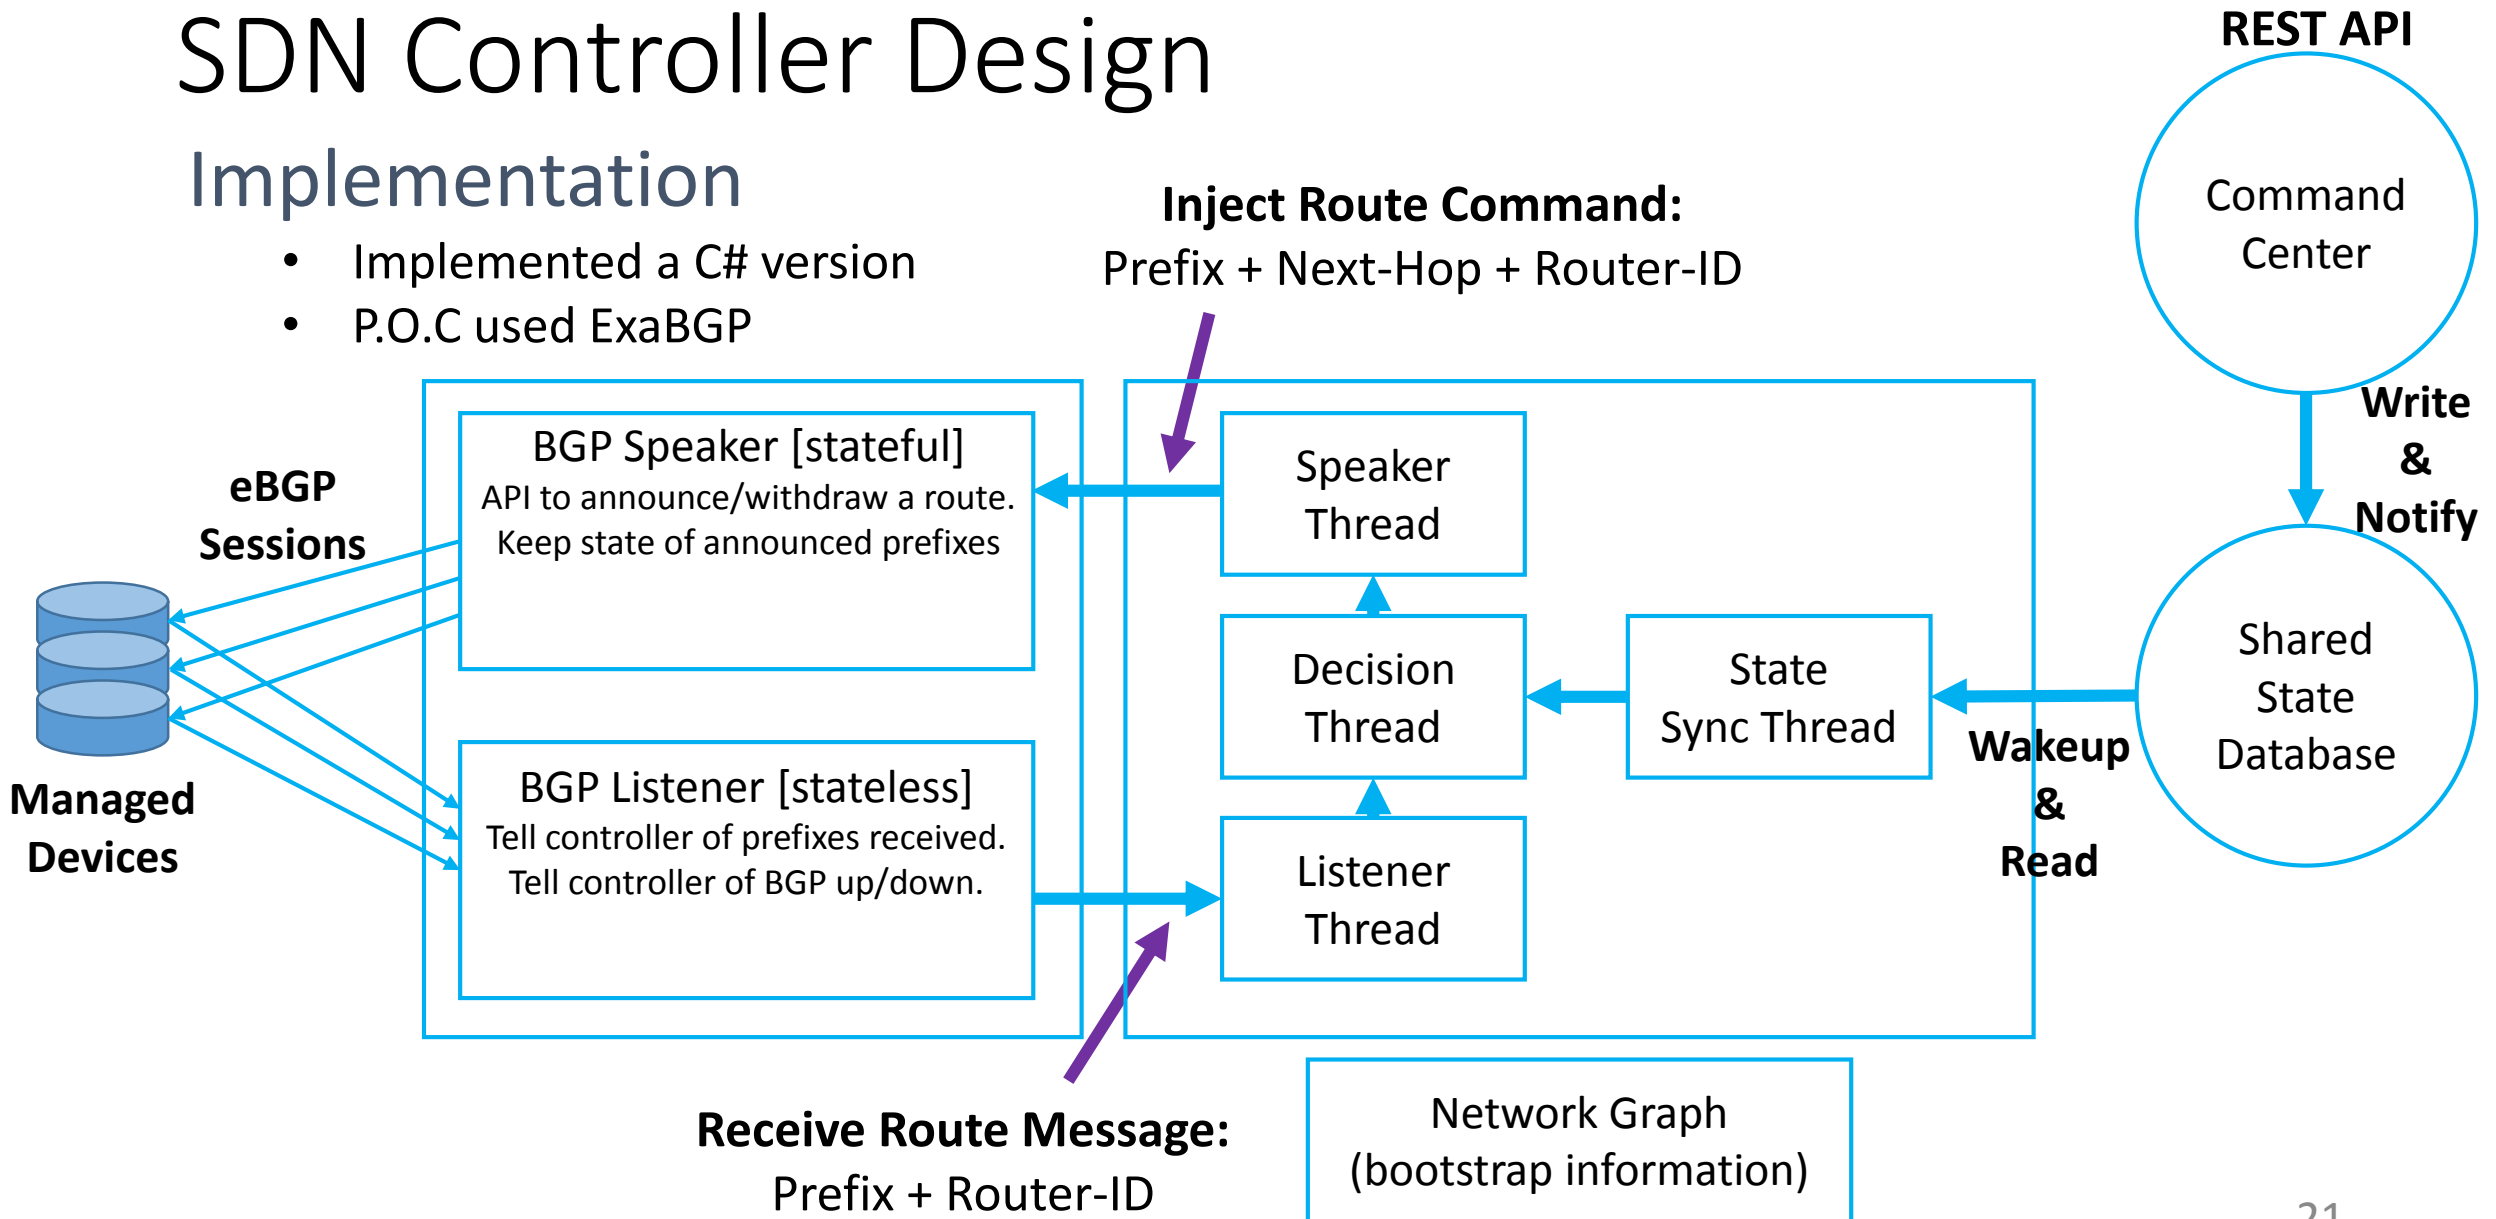 SDN Controller Design
Implementation
• Implemented a C# version
• P.O.C used ExaBGP
REST API
Command
Center
Inject Route Command:
Prefix + Next-Hop + Router-ID
Write
&
Notify
eBGP
Sessions
BGP Speaker [stateful]
API to announce/withdraw a route.
Keep state of announced prefixes
Speaker
Thread
Decision
Thread
State
Sync Thread
Shared
State
Database
Wakeup
&
Read
Managed
Devices
BGP Listener [stateless]
Tell controller of prefixes received.
Tell controller of BGP up/down.
Listener
Thread
Receive Route Message:
Prefix + Router-ID
Network Graph
(bootstrap information)
21